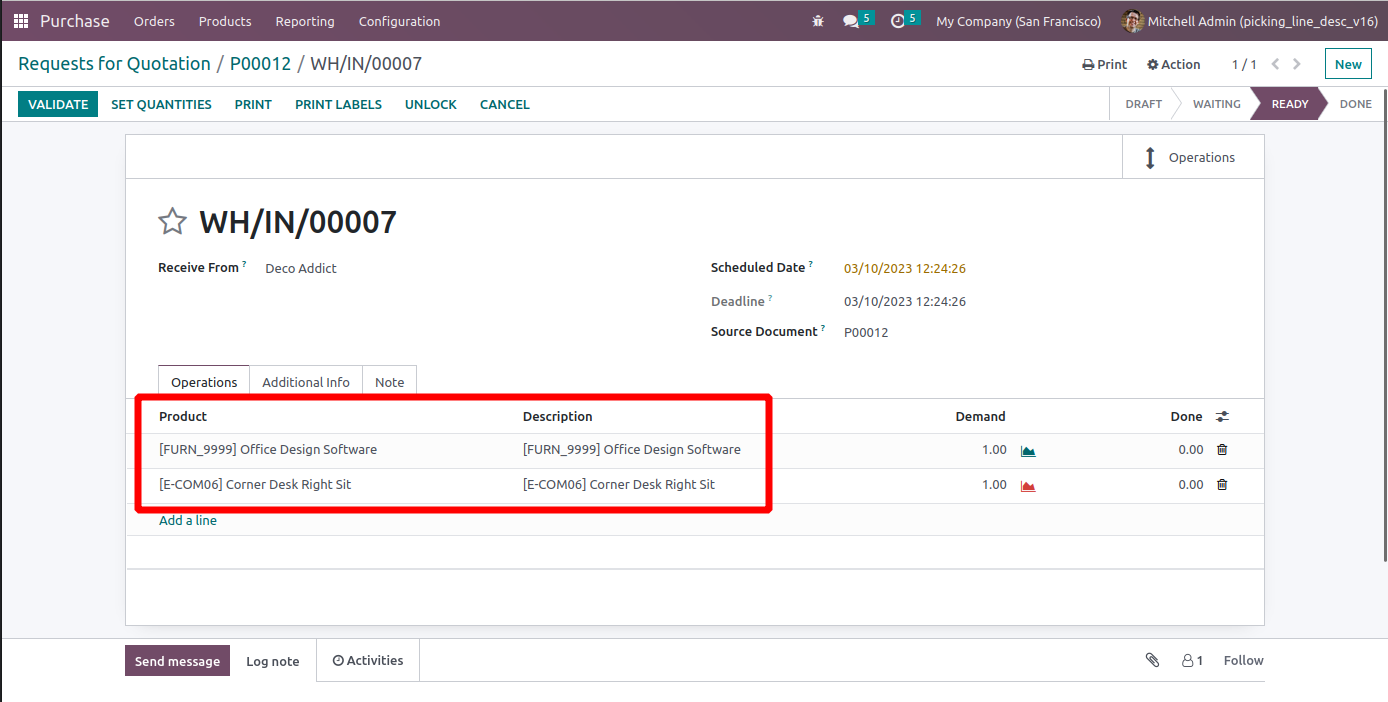 Purchase Orders Products Reporting Configuration 5 5 My Company (San Francisco) Mitchell Admin (picking_line_desc_v16)
Requests for Quotation / P00012 / WH/IN/00007 Print Action 1 / 1 New
VALIDATE SET QUANTITIES PRINT PRINT LABELS UNLOCK CANCEL DRAFT WAITING READY DONE
Operations
WH/IN/00007
Receive From ? Deco Addict Scheduled Date ? 03/10/2023 12:24:26
Deadline ? 03/10/2023 12:24:26
Source Document ? P00012
Operations Additional Info Note
Product Description Demand Done
[FURN_9999] Office Design Software [FURN_9999] Office Design Software 1.00 0.00
[E-COM06] Corner Desk Right Sit [E-COM06] Corner Desk Right Sit 1.00 0.00
Add a line
Send message Log note Activities 1 Follow